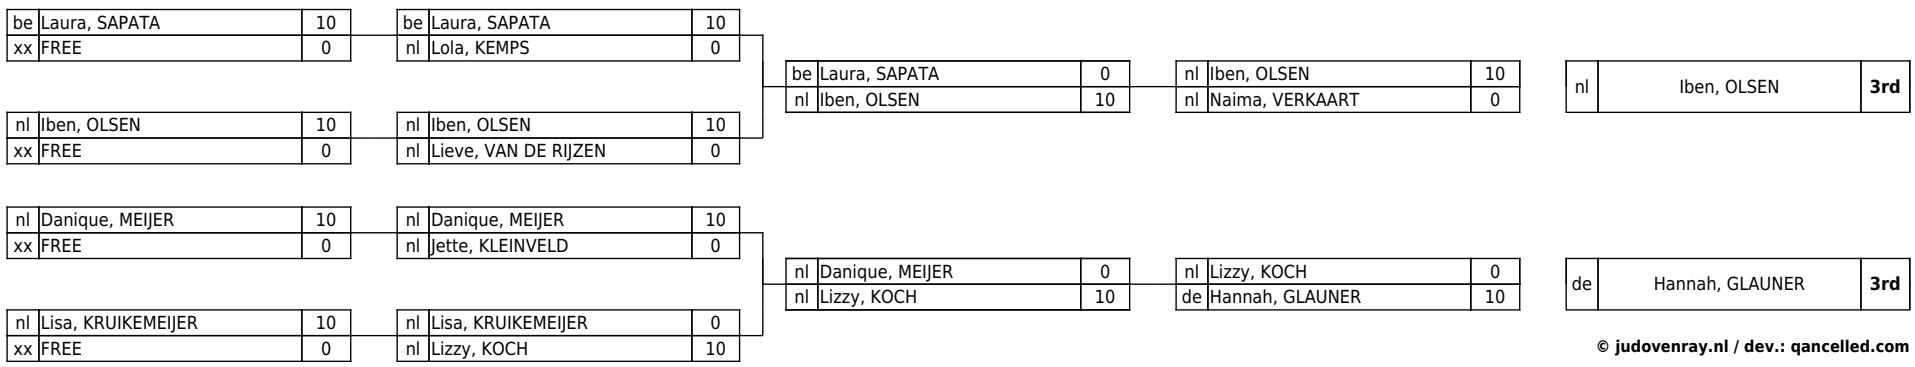 be Laura, SAPATA 10 be Laura, SAPATA 10
xx FREE 0 nl Lola, KEMPS 0
be Laura, SAPATA 0 nl Iben, OLSEN 10
nl Iben, OLSEN 3rd
nl Iben, OLSEN 10 nl Naima, VERKAART 0
nl Iben, OLSEN 10 nl Iben, OLSEN 10
xx FREE 0 nl Lieve, VAN DE RIJZEN 0
nl Danique, MEIJER 10 nl Danique, MEIJER 10
xx FREE 0 nl Jette, KLEINVELD 0
nl Danique, MEIJER 0 nl Lizzy, KOCH 0
de Hannah, GLAUNER 3rd
nl Lizzy, KOCH 10 de Hannah, GLAUNER 10
nl Lisa, KRUIKEMEIJER 10 nl Lisa, KRUIKEMEIJER 0
xx FREE 0 nl Lizzy, KOCH 10
© judovenray.nl / dev.: qancelled.com